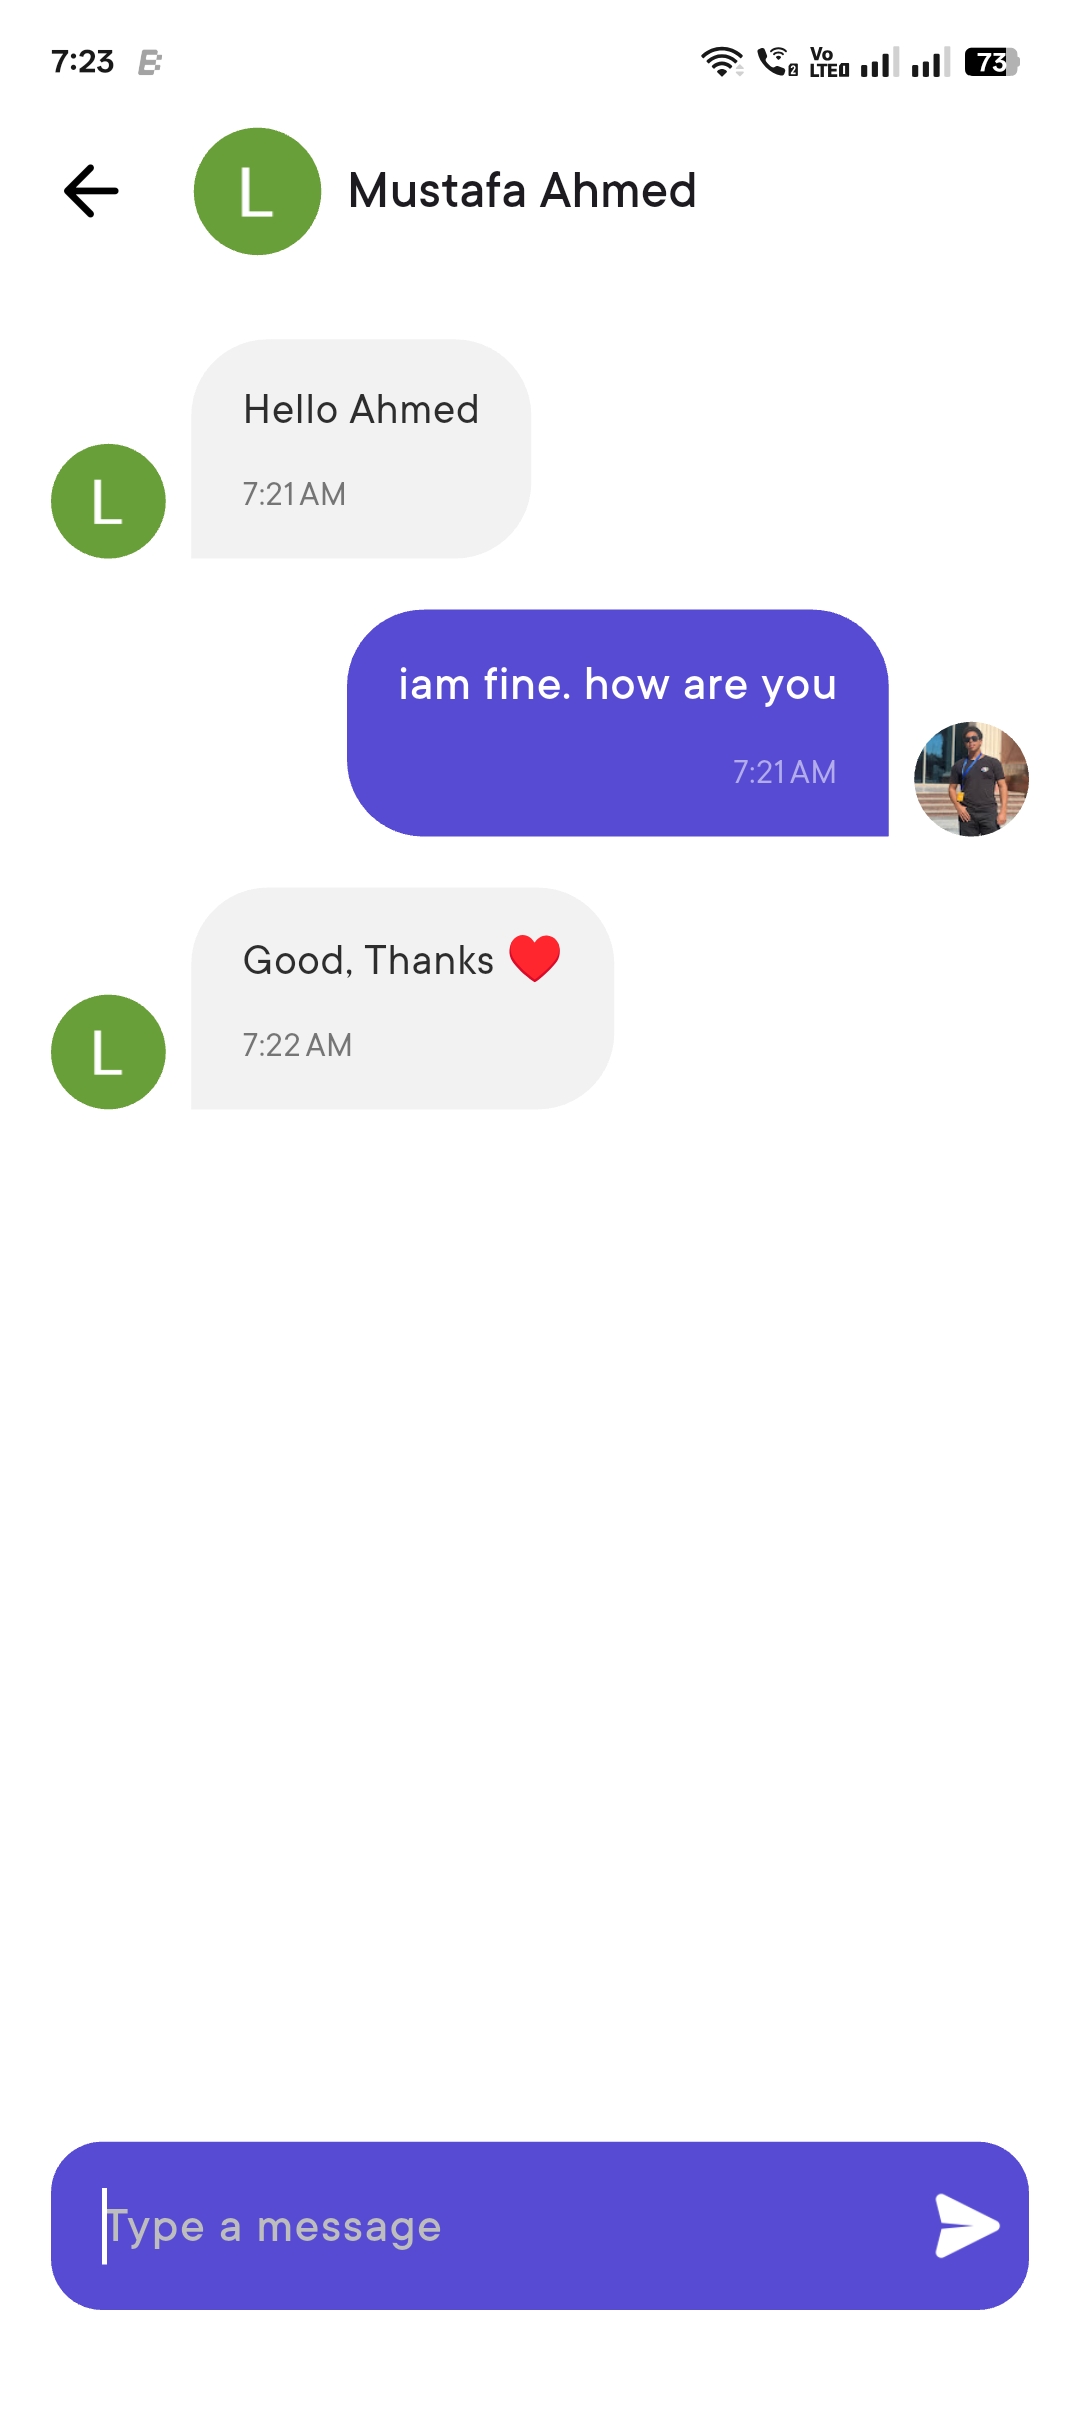 7:23
Vo
LTE 73
L Mustafa Ahmed
Hello Ahmed
L 7:21 AM
iam fine. how are you
7:21 AM
Good, Thanks ❤️
L 7:22 AM
Type a message